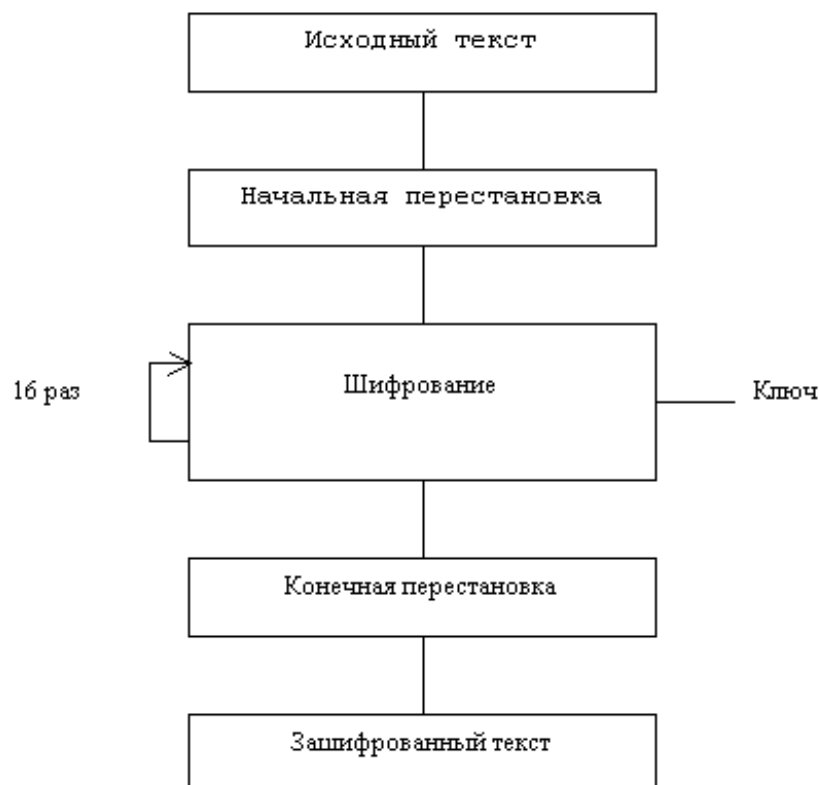 Исходный текст
Начальная перестановка
Шифрование
16 раз
Ключ
Конечная перестановка
Зашифрованный текст